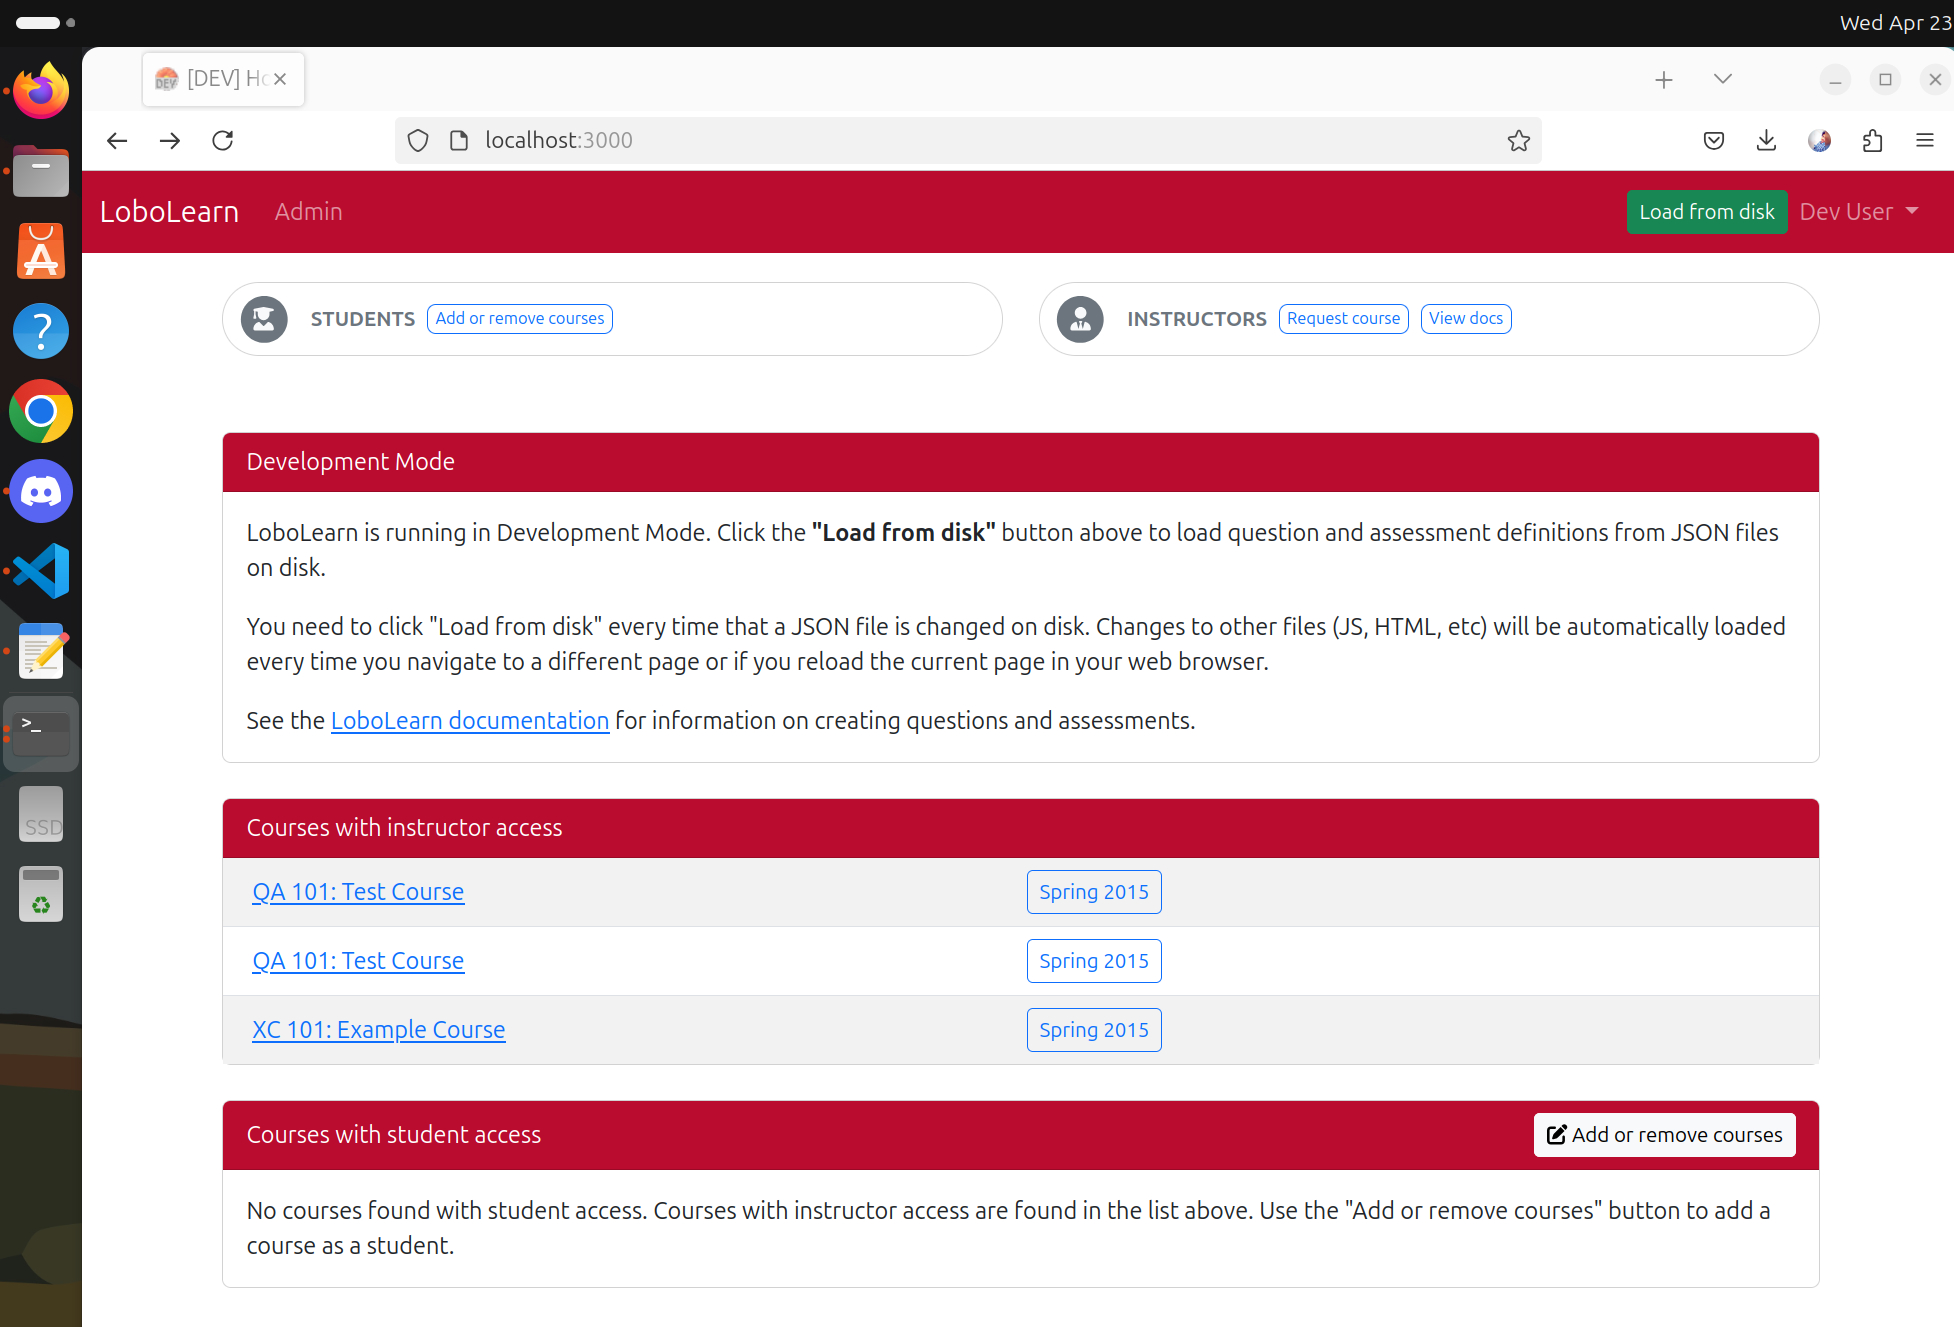 Wed Apr 23
[DEV] Ho
localhost:3000
LoboLearn Admin Load from disk Dev User
STUDENTS Add or remove courses INSTRUCTORS Request course View docs
Development Mode
LoboLearn is running in Development Mode. Click the "Load from disk" button above to load question and assessment definitions from JSON files
on disk.
You need to click "Load from disk" every time that a JSON file is changed on disk. Changes to other files (JS, HTML, etc) will be automatically loaded
every time you navigate to a different page or if you reload the current page in your web browser.
See the LoboLearn documentation for information on creating questions and assessments.
Courses with instructor access
QA 101: Test Course Spring 2015
QA 101: Test Course Spring 2015
XC 101: Example Course Spring 2015
Courses with student access Add or remove courses
No courses found with student access. Courses with instructor access are found in the list above. Use the "Add or remove courses" button to add a
course as a student.
SSD